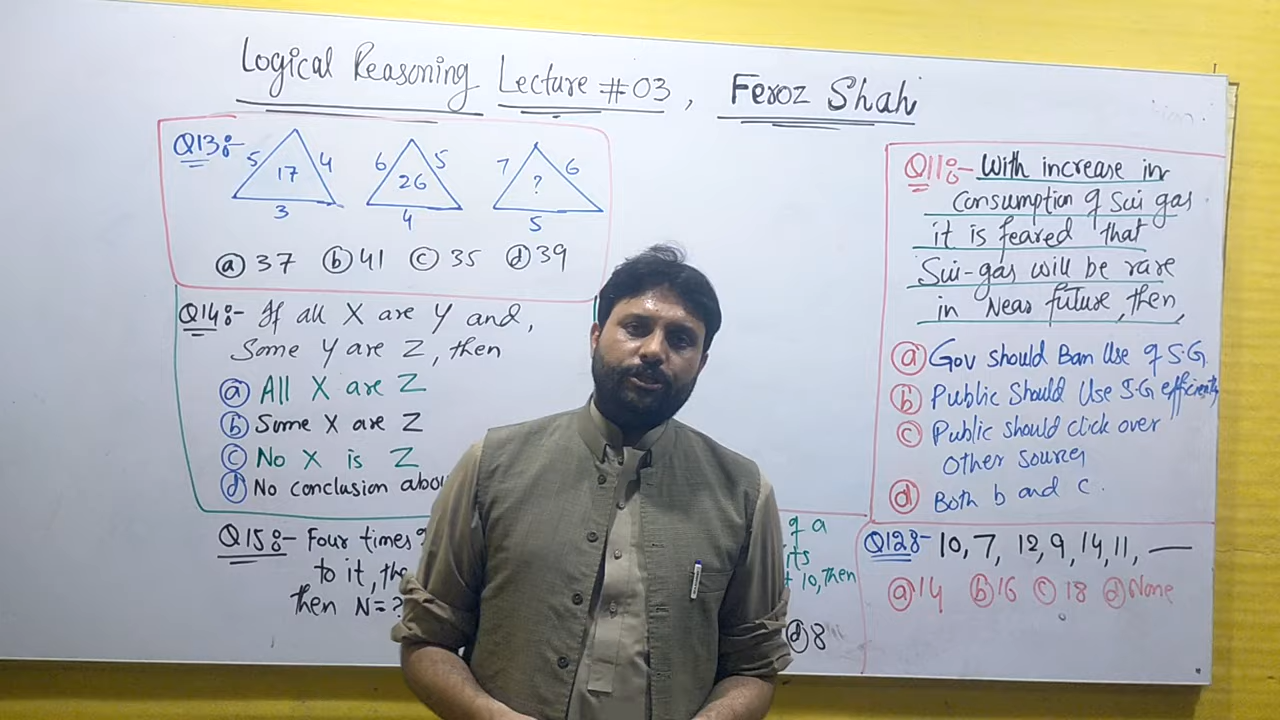 Logical Reasoning Lecture #03, Feroz Shah
Q13:-
5 17 4
3
6 26 5
4
7 ? 6
5
a 37 b 41 c 35 d 39
Q14:- If all X are Y and,
Some Y are Z, then
a All X are Z
b Some X are Z
c No X is Z
d No conclusion
Q15:- Four times
to it,
then N=?
q a
10, then
d 8
Q11:- With increase in
Consumption of Sui gas
it is feared that
Sui-gas will be rare
in Near future, then,
a Gov should Ban Use of S.G
b Public Should Use S.G efficiently
c Public should click over
Other sources
d Both b and c.
Q12:- 10, 7, 12, 9, 14, 11, __
a 14 b 16 c 18 d None